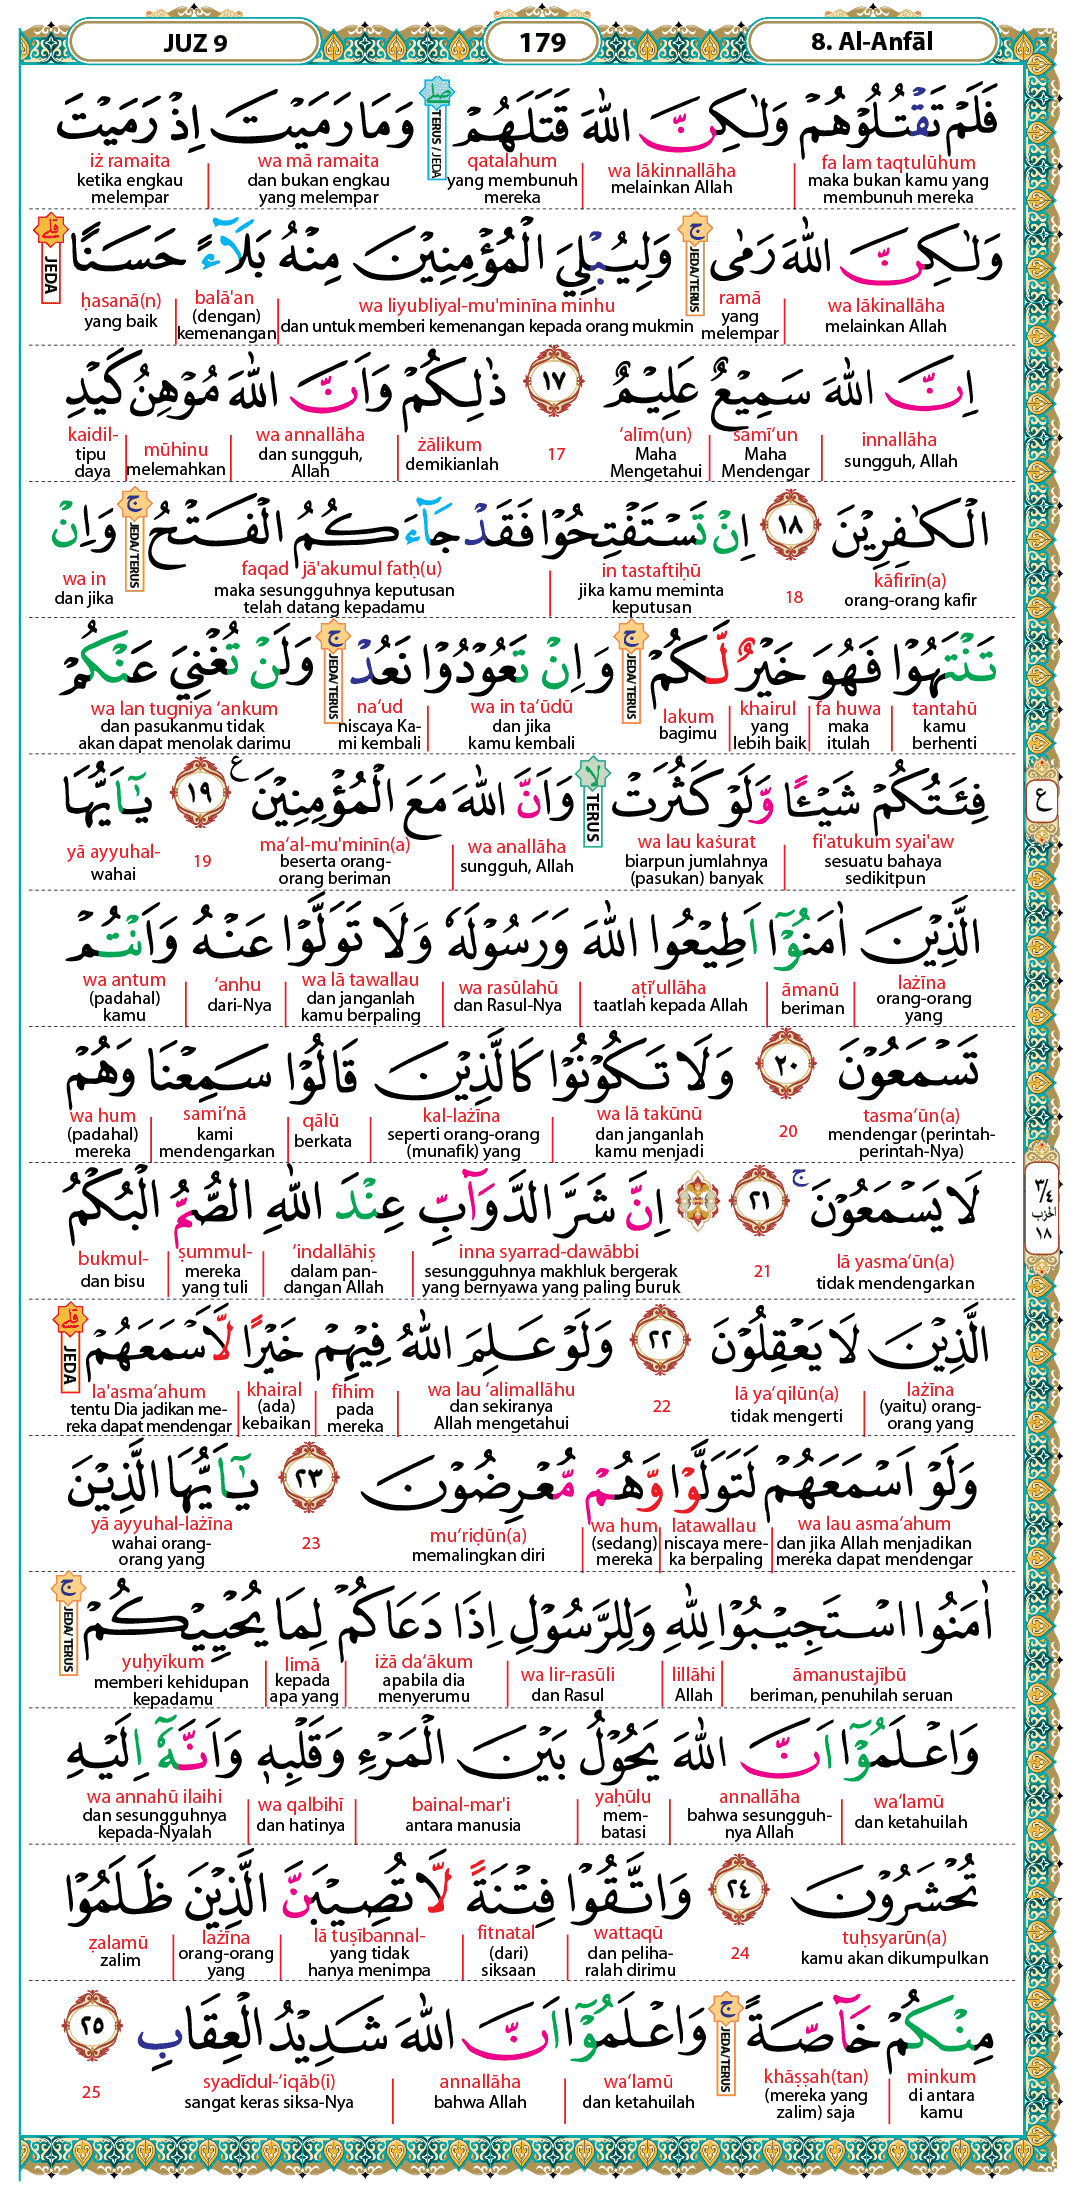 JUZ 9 179 8. Al-Anfāl
فَلَمْ تَقْتُلُوْهُمْ وَلٰكِنَّ اللّٰهَ قَتَلَهُمْ ۖ وَمَا رَمَيْتَ اِذْ رَمَيْتَ
TERUS / JEDA
fa lam taqtulūhum wa lākinnallāha qatalahum wa mā ramaita iż ramaita
maka bukan kamu yang membunuh mereka melainkan Allah yang membunuh mereka dan bukan engkau yang melempar ketika engkau melempar
وَلٰكِنَّ اللّٰهَ رَمٰى ۚ وَلِيُبْلِيَ الْمُؤْمِنِيْنَ مِنْهُ بَلَاۤءً حَسَنًا ۗ
JEDA/TERUS JEDA
wa lākinallāha ramā wa liyubliyal-mu'minīna minhu balā'an ḥasanā(n)
melainkan Allah yang melempar dan untuk memberi kemenangan kepada orang mukmin (dengan) kemenangan yang baik
اِنَّ اللّٰهَ سَمِيْعٌ عَلِيْمٌ ١٧ ذٰلِكُمْ وَاَنَّ اللّٰهَ مُوْهِنُ كَيْدِ
innallāha samī‘un ‘alīm(un) 17 żālikum wa annallāha mūhinu kaidil-
sungguh, Allah Maha Mendengar Maha Mengetahui demikianlah dan sungguh, Allah melemahkan tipu daya
الْكٰفِرِيْنَ ١٨ اِنْ تَسْتَفْتِحُوْا فَقَدْ جَاۤءَكُمُ الْفَتْحُ ۚ وَاِنْ
JEDA/ TERUS
kāfirīn(a) 18 in tastaftiḥū faqad jā'akumul fatḥ(u) wa in
orang-orang kafir jika kamu meminta keputusan maka sesungguhnya keputusan telah datang kepadamu dan jika
تَنْتَهُوْا فَهُوَ خَيْرٌ لَّكُمْ ۚ وَاِنْ تَعُوْدُوْا نَعُدْ ۚ وَلَنْ تُغْنِيَ عَنْكُمْ
JEDA/TERUS JEDA/TERUS
tantahū fa huwa khairul lakum wa in ta‘ūdū na‘ud wa lan tugniya ‘ankum
kamu berhenti maka itulah yang lebih baik bagimu dan jika kamu kembali niscaya Ka-mi kembali dan pasukanmu tidak akan dapat menolak darimu
فِئَتُكُمْ شَيْـًٔا وَّلَوْ كَثُرَتْ ۙ وَاَنَّ اللّٰهَ مَعَ الْمُؤْمِنِيْنَ ࣖ ١٩ يٰٓاَيُّهَا
TERUS
ع
fi'atukum syai'aw wa lau kaṡurat wa anallāha ma‘al-mu'minīn(a) 19 yā ayyuhal-
sesuatu bahaya sedikitpun biarpun jumlahnya (pasukan) banyak sungguh, Allah beserta orang-orang beriman wahai
الَّذِيْنَ اٰمَنُوْٓا اَطِيْعُوا اللّٰهَ وَرَسُوْلَهٗ وَلَا تَوَلَّوْا عَنْهُ وَاَنْتُمْ
lażīna āmanū aṭī‘ullāha wa rasūlahū wa lā tawallau ‘anhu wa antum
orang-orang yang beriman taatlah kepada Allah dan Rasul-Nya dan janganlah kamu berpaling dari-Nya (padahal) kamu
تَسْمَعُوْنَ ٢٠ وَلَا تَكُوْنُوْا كَالَّذِيْنَ قَالُوْا سَمِعْنَا وَهُمْ
tasma‘ūn(a) 20 wa lā takūnū kal-lażīna qālū sami‘nā wa hum
mendengar (perintah-perintah-Nya) dan janganlah kamu menjadi seperti orang-orang (munafik) yang berkata kami mendengarkan (padahal) mereka
لَا يَسْمَعُوْنَ ۚ ٢١ ۞ اِنَّ شَرَّ الدَّوَاۤبِّ عِنْدَ اللّٰهِ الصُّمُّ الْبُكْمُ
٣/٤ الحزب ١٨
lā yasma‘ūn(a) 21 inna syarrad-dawābbi ‘indallāhiṣ ṣummul- bukmul-
tidak mendengarkan sesungguhnya makhluk bergerak yang bernyawa yang paling buruk dalam pan-dangan Allah mereka yang tuli dan bisu
الَّذِيْنَ لَا يَعْقِلُوْنَ ٢٢ وَلَوْ عَلِمَ اللّٰهُ فِيْهِمْ خَيْرًا لَّاَسْمَعَهُمْ ۗ
JEDA
lażīna lā ya‘qilūn(a) 22 wa lau ‘alimallāhu fīhim khairal la'asma‘ahum
(yaitu) orang-orang yang tidak mengerti dan sekiranya Allah mengetahui pada mereka (ada) kebaikan tentu Dia jadikan me-reka dapat mendengar
وَلَوْ اَسْمَعَهُمْ لَتَوَلَّوْا وَّهُمْ مُّعْرِضُوْنَ ٢٣ يٰٓاَيُّهَا الَّذِيْنَ
wa lau asma‘ahum latawallau wa hum mu‘riḍūn(a) 23 yā ayyuhal-lażīna
dan jika Allah menjadikan mereka dapat mendengar niscaya mere-ka berpaling (sedang) mereka memalingkan diri wahai orang-orang yang
اٰمَنُوا اسْتَجِيْبُوْا لِلّٰهِ وَلِلرَّسُوْلِ اِذَا دَعَاكُمْ لِمَا يُحْيِيْكُمْ ۚ
JEDA/TERUS
āmanustajībū lillāhi wa lir-rasūli iżā da‘ākum limā yuḥyīkum
beriman, penuhilah seruan Allah dan Rasul apabila dia menyerumu kepada apa yang memberi kehidupan kepadamu
وَاعْلَمُوْٓا اَنَّ اللّٰهَ يَحُوْلُ بَيْنَ الْمَرْءِ وَقَلْبِهٖ وَاَنَّهٗٓ اِلَيْهِ
wa‘lamū annallāha yaḥūlu bainal-mar'i wa qalbihī wa annahū ilaihi
dan ketahuilah bahwa sesungguh-nya Allah mem-batasi antara manusia dan hatinya dan sesungguhnya kepada-Nyalah
تُحْشَرُوْنَ ٢٤ وَاتَّقُوْا فِتْنَةً لَّا تُصِيْبَنَّ الَّذِيْنَ ظَلَمُوْا
tuḥsyarūn(a) 24 wattaqū fitnatal lā tuṣībannal- lażīna ẓalamū
kamu akan dikumpulkan dan peliha-ralah dirimu (dari) siksaan yang tidak hanya menimpa orang-orang yang zalim
مِنْكُمْ خَاۤصَّةً ۚ وَاعْلَمُوْٓا اَنَّ اللّٰهَ شَدِيْدُ الْعِقَابِ ٢٥
JEDA/TERUS
minkum khāṣṣah(tan) wa‘lamū annallāha syadīdul-‘iqāb(i) 25
di antara kamu (mereka yang zalim) saja dan ketahuilah bahwa Allah sangat keras siksa-Nya